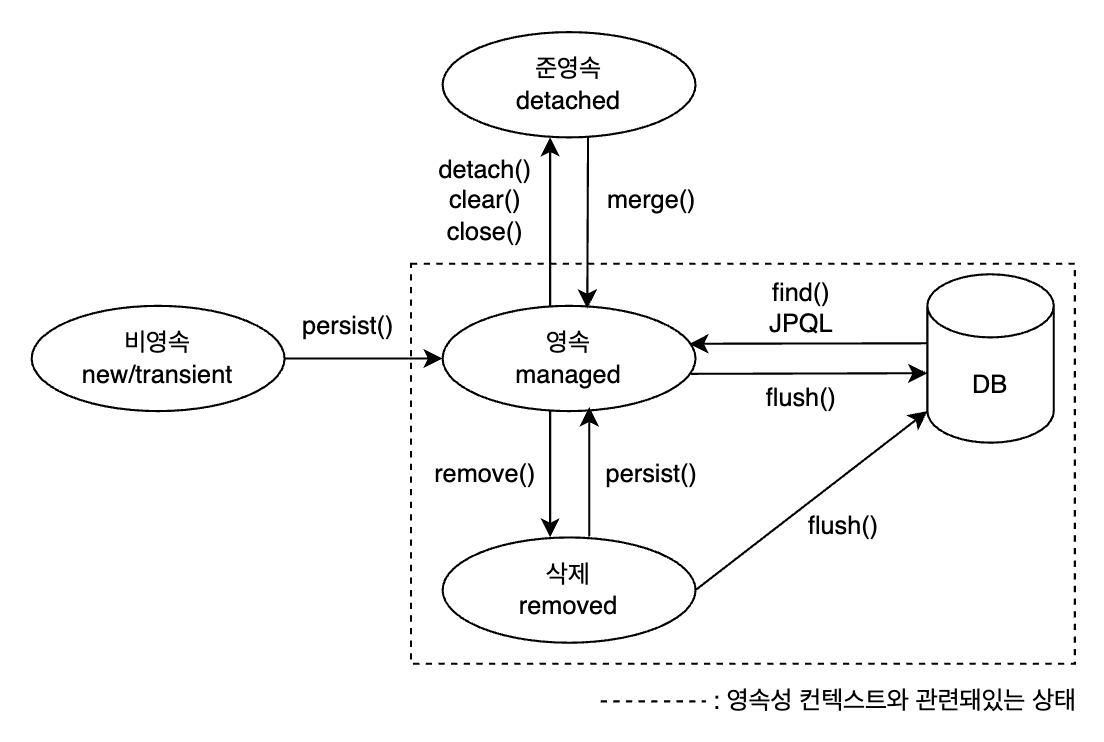 준영속
detached
detach()
clear()
close()
merge()
비영속
new/transient
persist()
영속
managed
find()
JPQL
flush()
DB
remove()
persist()
flush()
삭제
removed
: 영속성 컨텍스트와 관련돼있는 상태